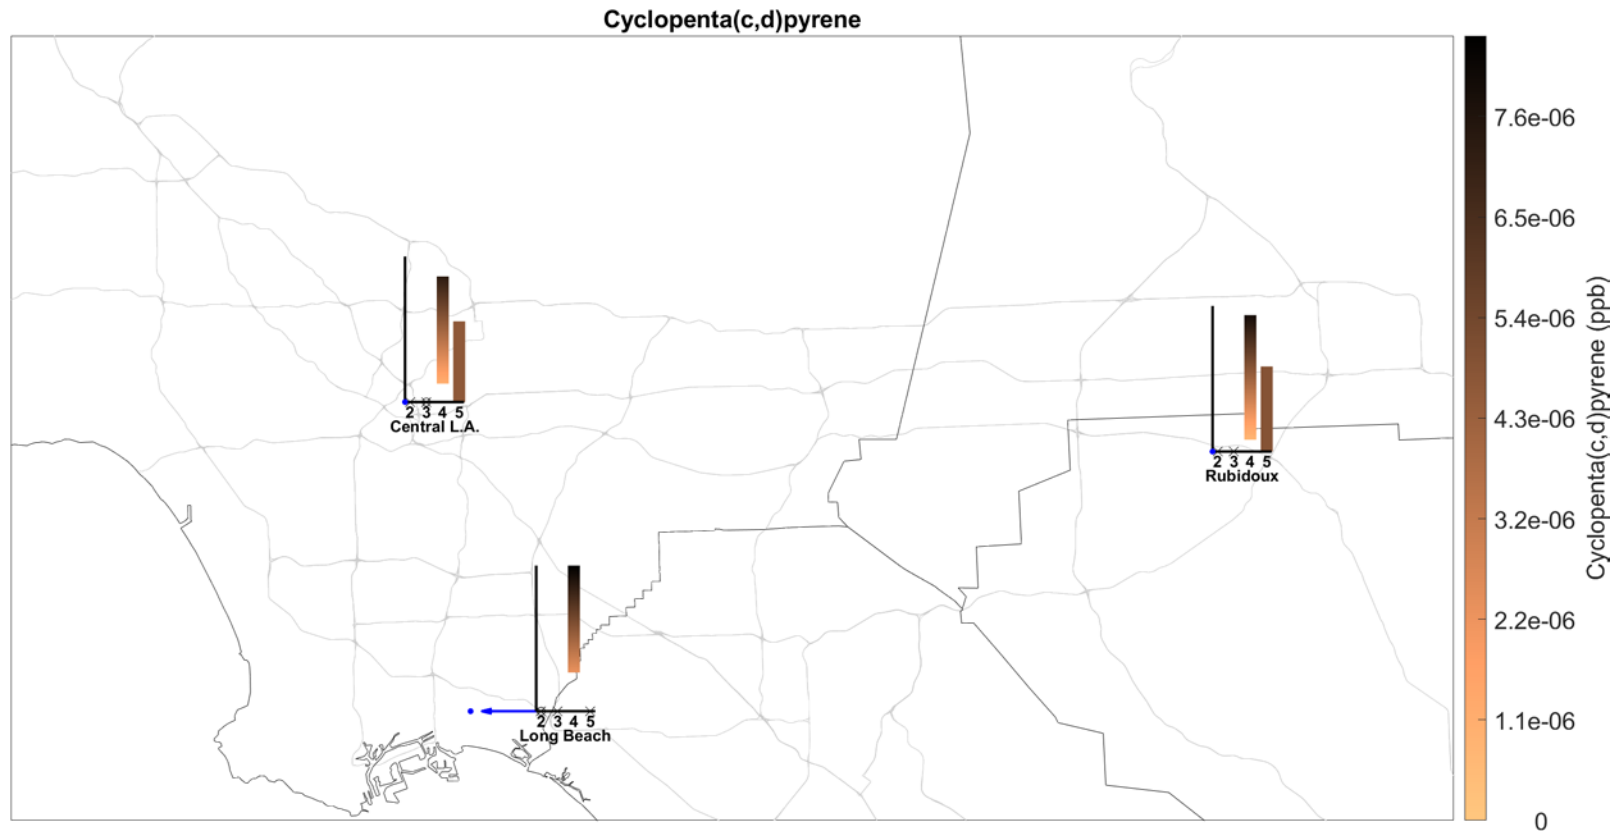 Cyclopenta(c,d)pyrene
7.6e-06
6.5e-06
5.4e-06
4.3e-06
3.2e-06
2.2e-06
1.1e-06
0
Cyclopenta(c,d)pyrene (ppb)
2 3 4 5
Central L.A.
2 3 4 5
Rubidoux
2 3 4 5
Long Beach